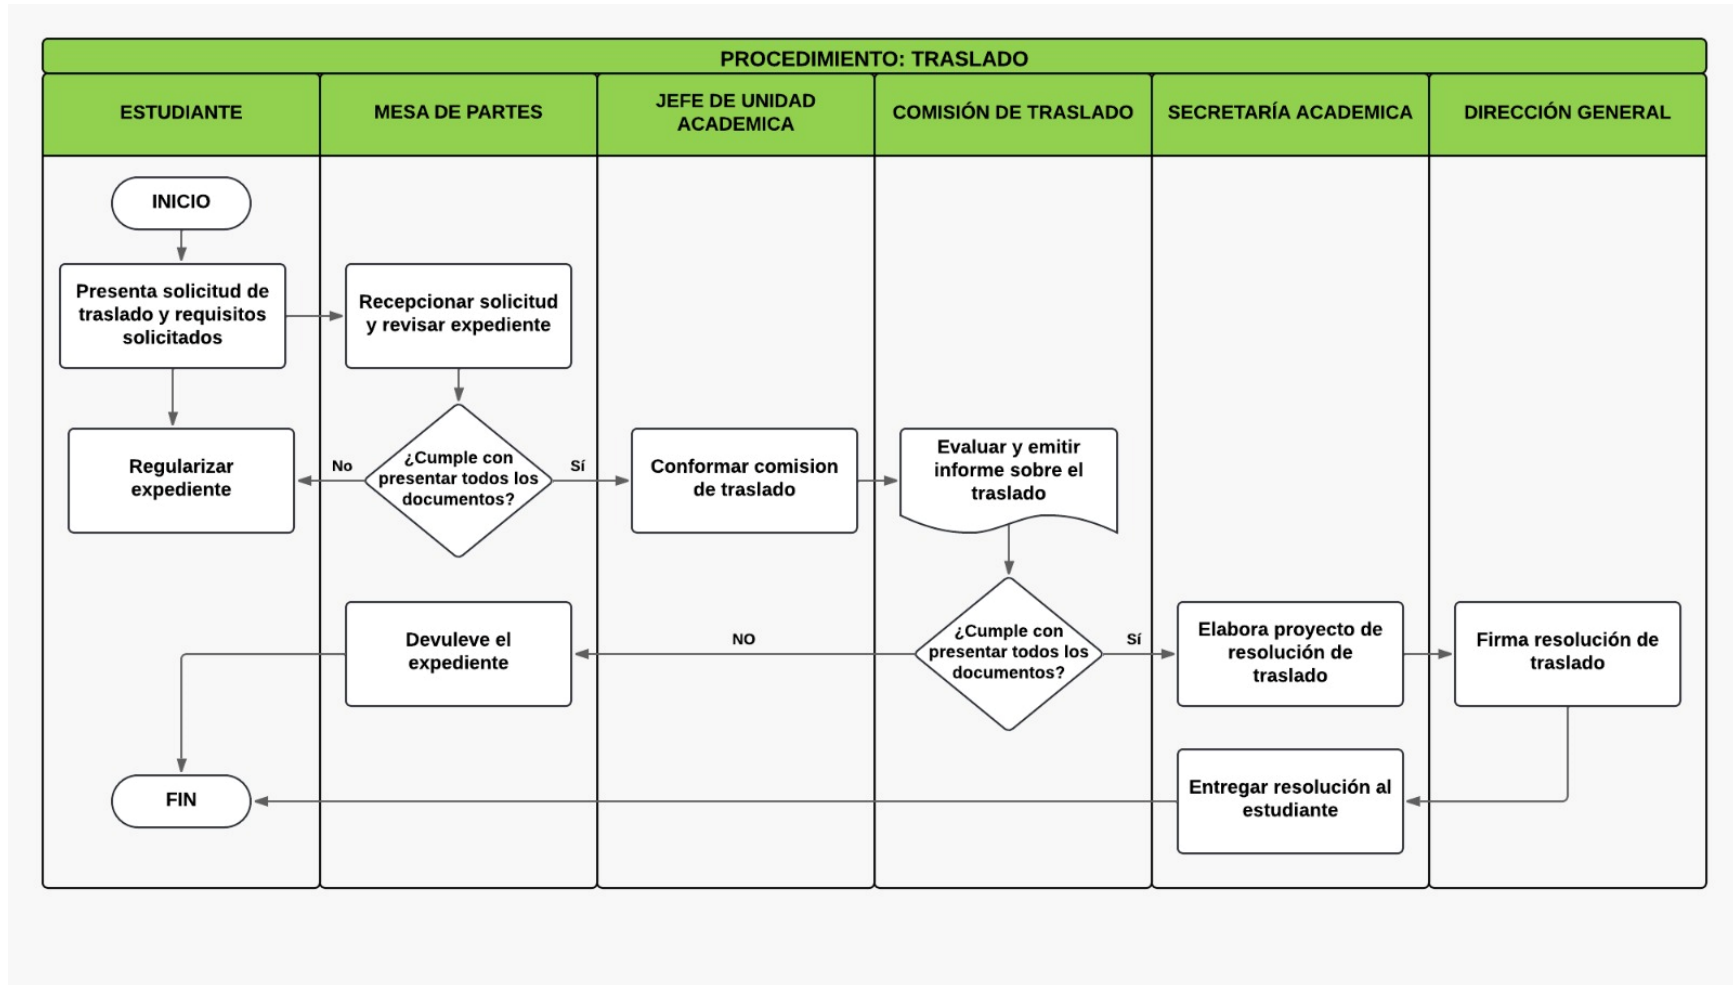 PROCEDIMIENTO: TRASLADO
ESTUDIANTE
MESA DE PARTES
JEFE DE UNIDAD
ACADEMICA
COMISIÓN DE TRASLADO
SECRETARÍA ACADEMICA
DIRECCIÓN GENERAL
INICIO
Presenta solicitud de
traslado y requisitos
solicitados
Recepcionar solicitud
y revisar expediente
Regularizar
expediente
No
¿Cumple con
presentar todos los
documentos?
Sí
Conformar comision
de traslado
Evaluar y emitir
informe sobre el
traslado
Devuleve el
expediente
NO
¿Cumple con
presentar todos los
documentos?
Sí
Elabora proyecto de
resolución de
traslado
Firma resolución de
traslado
FIN
Entregar resolución al
estudiante